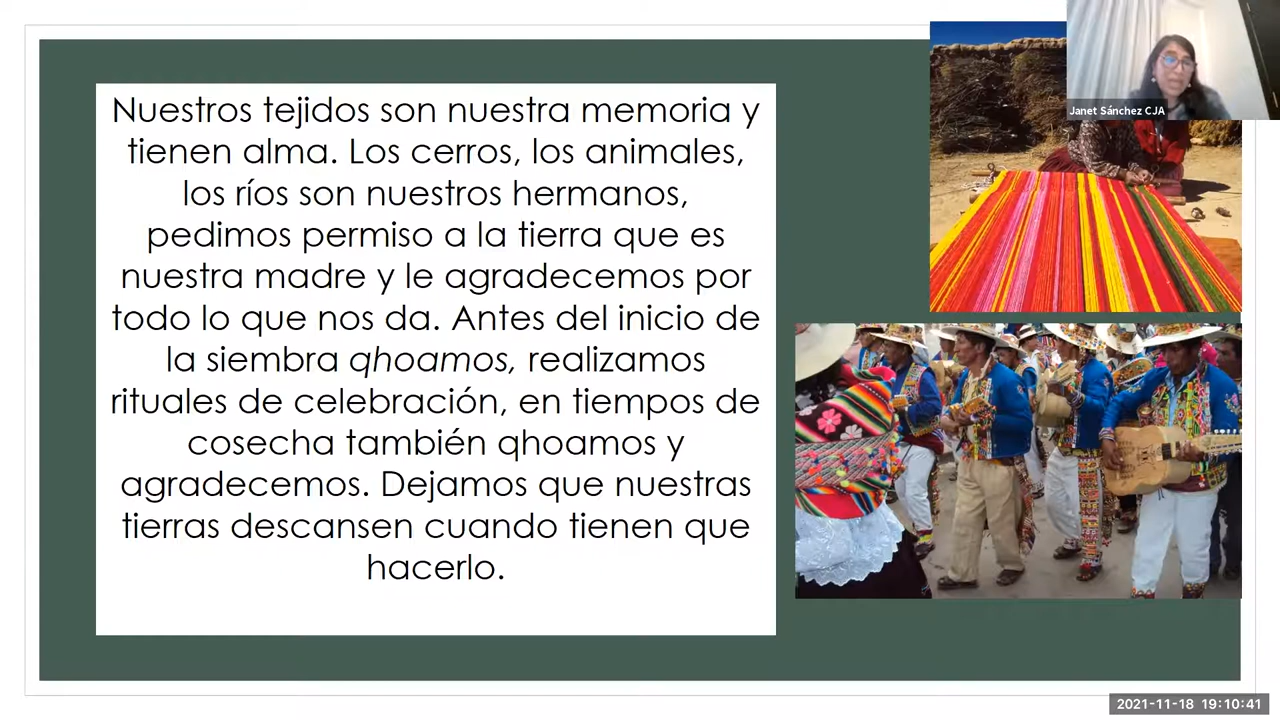 Nuestros tejidos son nuestra memoria y
tienen alma. Los cerros, los animales,
los ríos son nuestros hermanos,
pedimos permiso a la tierra que es
nuestra madre y le agradecemos por
todo lo que nos da. Antes del inicio de
la siembra qhoamos, realizamos
rituales de celebración, en tiempos de
cosecha también qhoamos y
agradecemos. Dejamos que nuestras
tierras descansen cuando tienen que
hacerlo.
Janet Sánchez CJA
2021-11-18 19:10:41